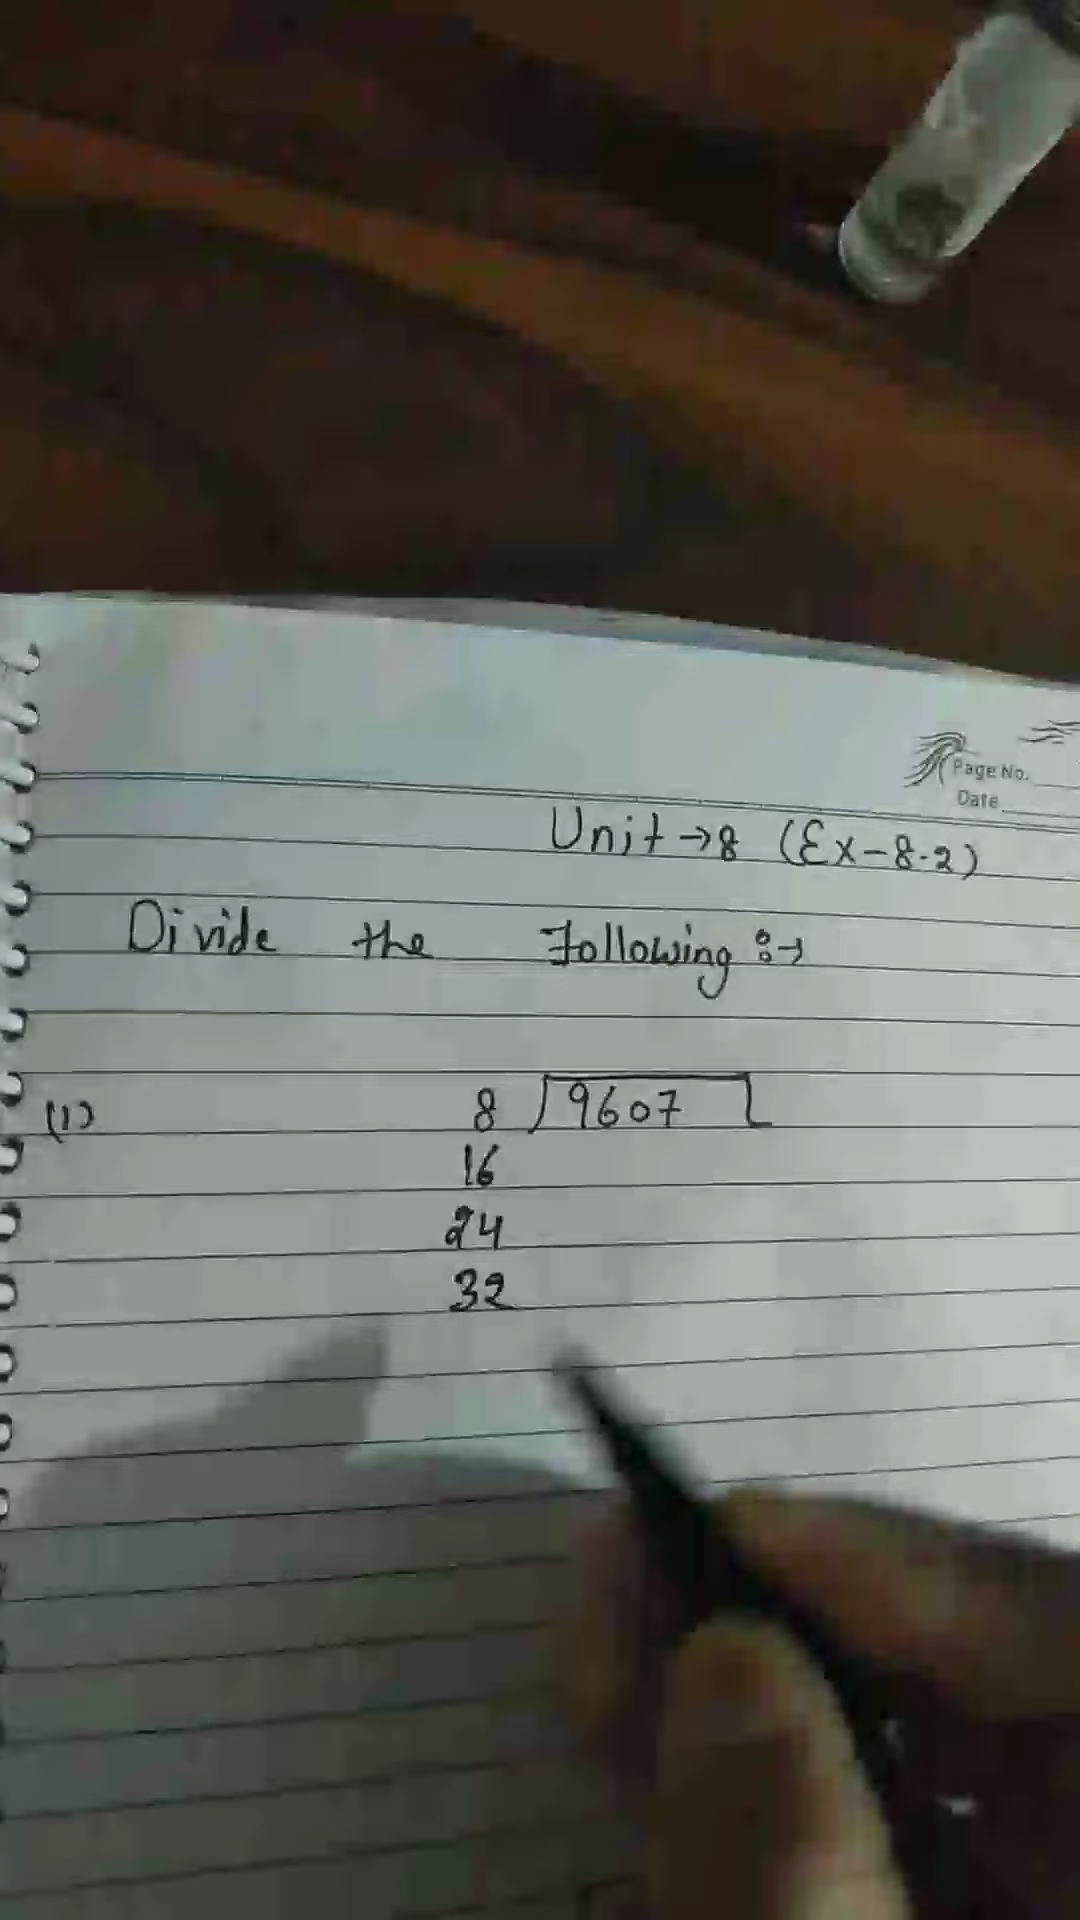 Page No.
Date
Unit → 8 (Ex-8.2)
Divide the following :→
(1) 8 ) 9607 (
16
24
32